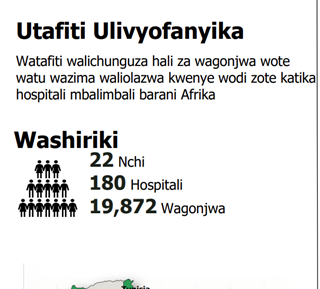 Utafiti Ulivyofanyika
Watafiti walichunguza hali za wagonjwa wote
watu wazima waliolazwa kwenye wodi zote katika
hospitali mbalimbali barani Afrika
Washiriki
22 Nchi
180 Hospitali
19,872 Wagonjwa
Tunisia